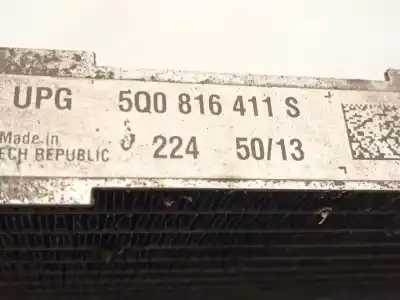 UPG 5Q0 816 411 S
Made in 224 50/13
ECH REPUBLIC